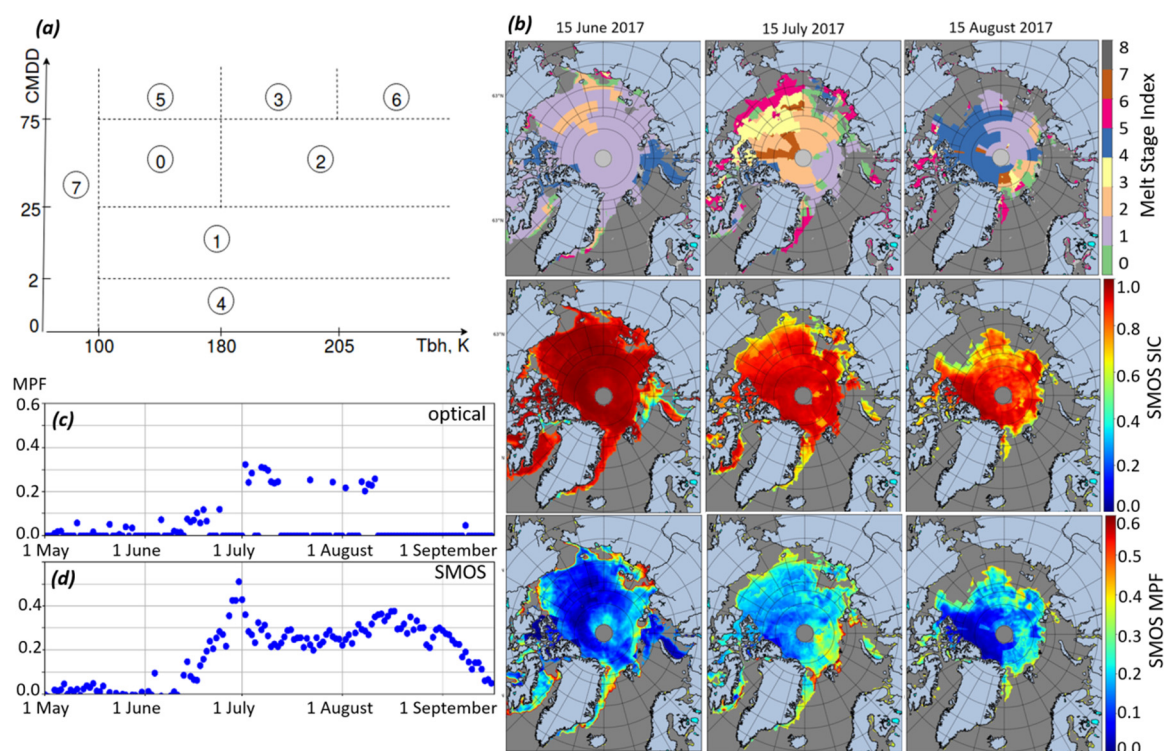 (a)
CMDD
75
25
2
0
5
3
6
0
2
7
1
4
100 180 205 Tbh, K
(b)
15 June 2017 15 July 2017 15 August 2017
8
7
6
5
4
3
2
1
0
Melt Stage Index
1.0
0.8
0.6
0.4
0.2
0.0
SMOS SIC
0.6
0.5
0.4
0.3
0.2
0.1
0.0
SMOS MPF
MPF
(c)
optical
0.6
0.4
0.2
0.0
1 May 1 June 1 July 1 August 1 September
(d)
SMOS
0.4
0.2
0.0
1 May 1 June 1 July 1 August 1 September